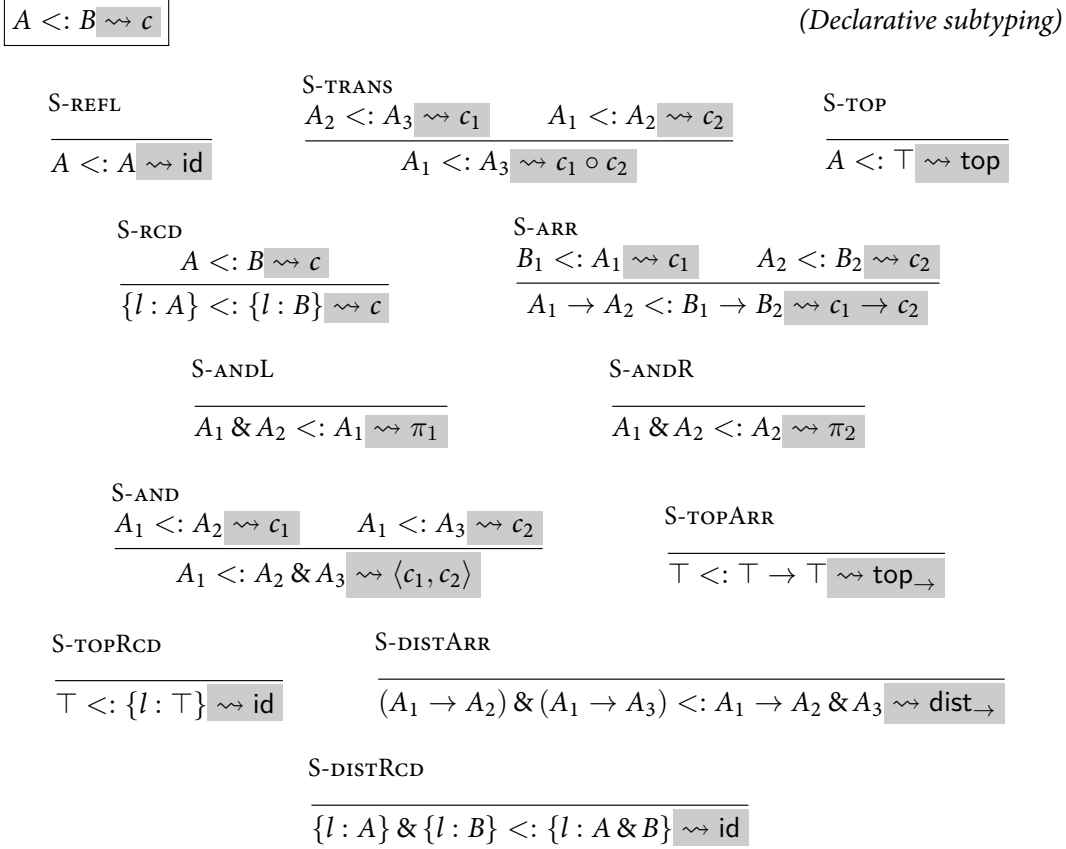 A <: B ⇝ c (Declarative subtyping)
S-REFL
A <: A ⇝ id
S-TRANS
A₂ <: A₃ ⇝ c₁ A₁ <: A₂ ⇝ c₂
A₁ <: A₃ ⇝ c₁ ∘ c₂
S-TOP
A <: ⊤ ⇝ top
S-RCD
A <: B ⇝ c
{l : A} <: {l : B} ⇝ c
S-ARR
B₁ <: A₁ ⇝ c₁ A₂ <: B₂ ⇝ c₂
A₁ → A₂ <: B₁ → B₂ ⇝ c₁ → c₂
S-ANDL
A₁ & A₂ <: A₁ ⇝ π₁
S-ANDR
A₁ & A₂ <: A₂ ⇝ π₂
S-AND
A₁ <: A₂ ⇝ c₁ A₁ <: A₃ ⇝ c₂
A₁ <: A₂ & A₃ ⇝ ⟨c₁, c₂⟩
S-TOPARR
⊤ <: ⊤ → ⊤ ⇝ top→
S-TOPRCD
⊤ <: {l : ⊤} ⇝ id
S-DISTARR
(A₁ → A₂) & (A₁ → A₃) <: A₁ → A₂ & A₃ ⇝ dist→
S-DISTRCD
{l : A} & {l : B} <: {l : A & B} ⇝ id